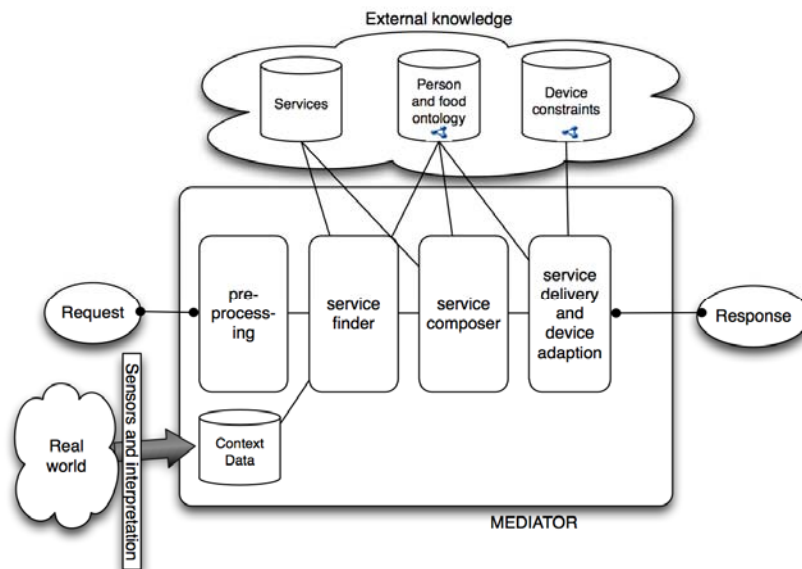 External knowledge
Services
Person
and food
ontology
Device
constraints
Request
pre-
process-
ing
service
finder
service
composer
service
delivery
and
device
adaption
Response
Real
world
Sensors and interpretation
Context
Data
MEDIATOR